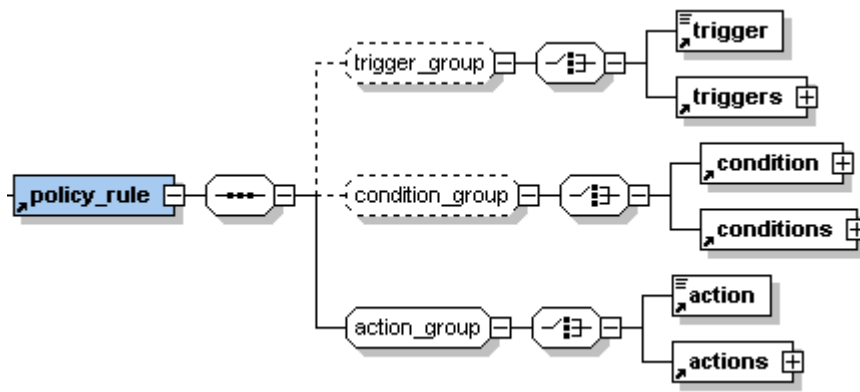 trigger
trigger_group
triggers
condition
policy_rule
condition_group
conditions
action
action_group
actions